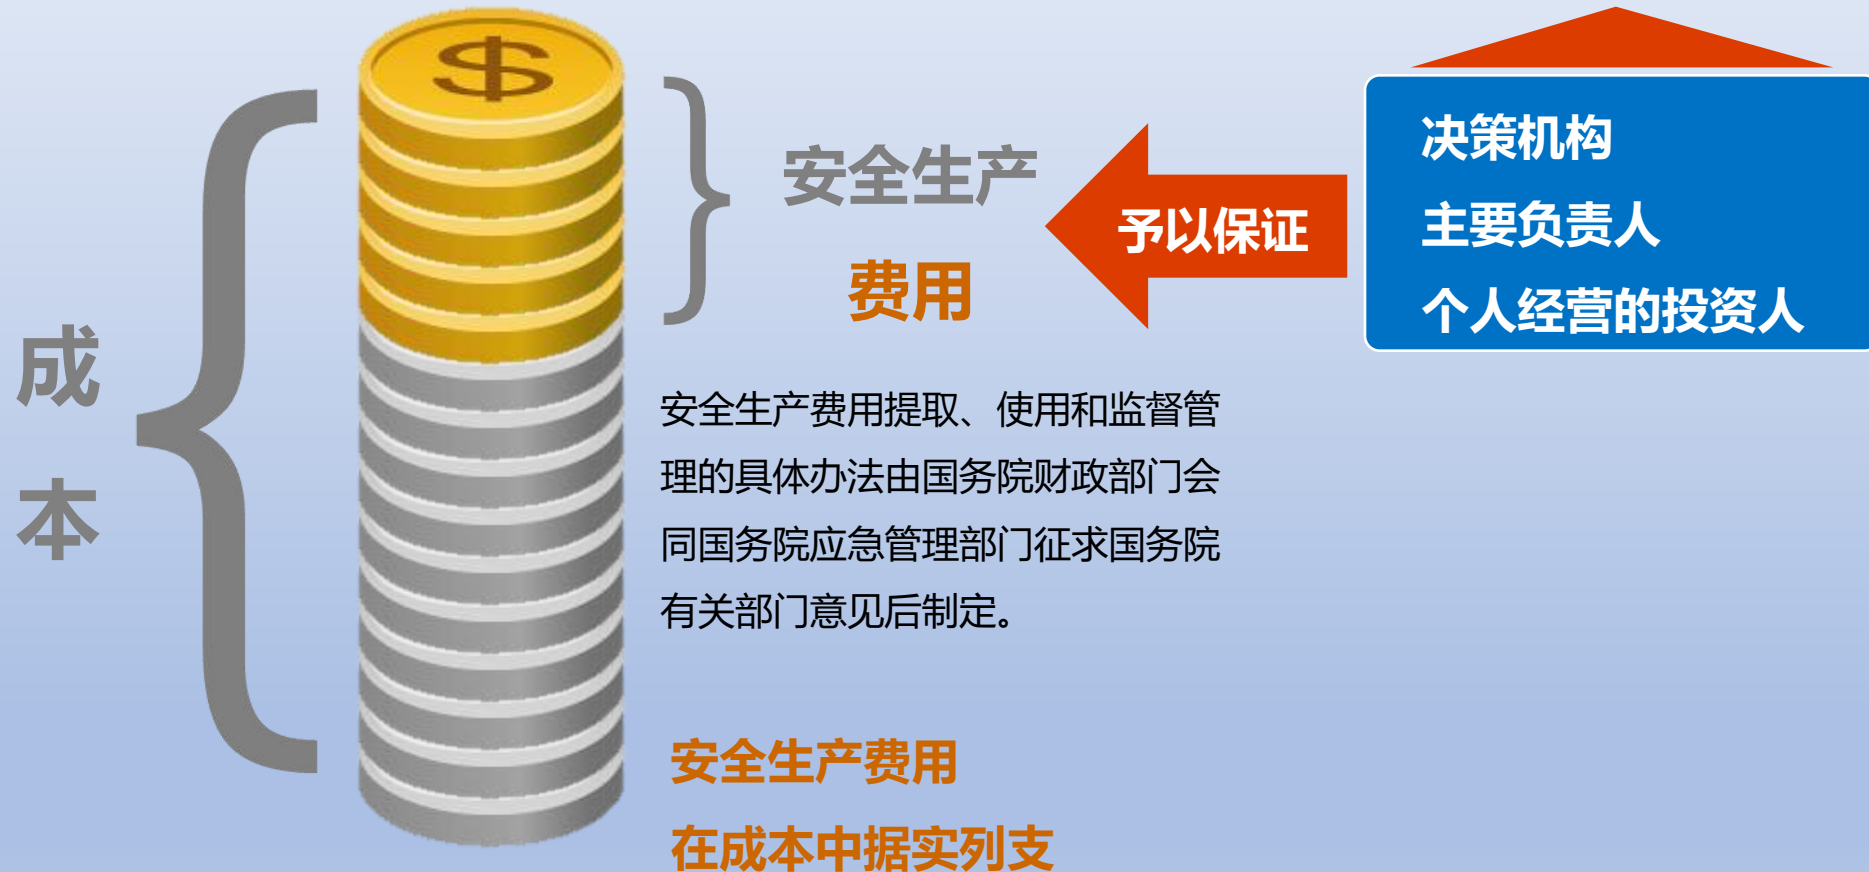 成
本
$
安全生产
费用
予以保证
决策机构
主要负责人
个人经营的投资人
安全生产费用提取、使用和监督管
理的具体办法由国务院财政部门会
同国务院应急管理部门征求国务院
有关部门意见后制定。
安全生产费用
在成本中据实列支